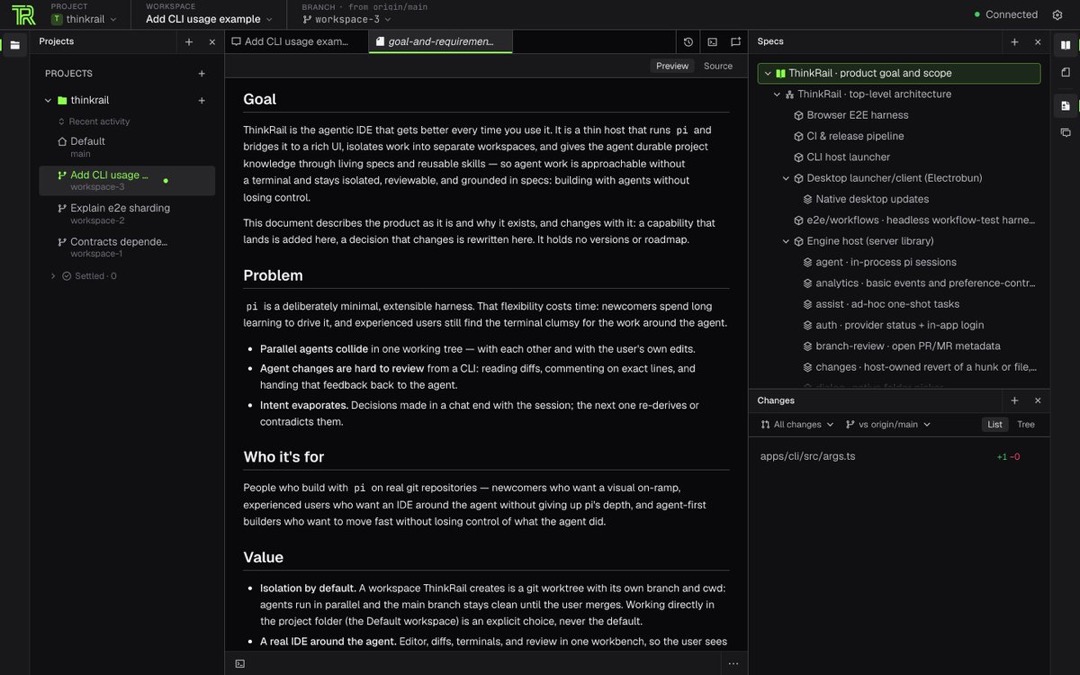 PROJECT
T thinkrail
WORKSPACE
Add CLI usage example
BRANCH · from origin/main
workspace-3
Connected
Projects
PROJECTS
thinkrail
Recent activity
Default
main
Add CLI usage ...
workspace-3
Explain e2e sharding
workspace-2
Contracts depende...
workspace-1
Settled · 0
Add CLI usage exam...
goal-and-requiremen...
Preview
Source
Goal
ThinkRail is the agentic IDE that gets better every time you use it. It is a thin host that runs pi and
bridges it to a rich UI, isolates work into separate workspaces, and gives the agent durable project
knowledge through living specs and reusable skills — so agent work is approachable without
a terminal and stays isolated, reviewable, and grounded in specs: building with agents without
losing control.
This document describes the product as it is and why it exists, and changes with it: a capability that
lands is added here, a decision that changes is rewritten here. It holds no versions or roadmap.
Problem
pi is a deliberately minimal, extensible harness. That flexibility costs time: newcomers spend long
learning to drive it, and experienced users still find the terminal clumsy for the work around the agent.
• Parallel agents collide in one working tree — with each other and with the user's own edits.
• Agent changes are hard to review from a CLI: reading diffs, commenting on exact lines, and
handing that feedback back to the agent.
• Intent evaporates. Decisions made in a chat end with the session; the next one re-derives or
contradicts them.
Who it's for
People who build with pi on real git repositories — newcomers who want a visual on-ramp,
experienced users who want an IDE around the agent without giving up pi's depth, and agent-first
builders who want to move fast without losing control of what the agent did.
Value
• Isolation by default. A workspace ThinkRail creates is a git worktree with its own branch and cwd:
agents run in parallel and the main branch stays clean until the user merges. Working directly in
the project folder (the Default workspace) is an explicit choice, never the default.
• A real IDE around the agent. Editor, diffs, terminals, and review in one workbench, so the user sees
Specs
ThinkRail · product goal and scope
ThinkRail · top-level architecture
Browser E2E harness
CI & release pipeline
CLI host launcher
Desktop launcher/client (Electrobun)
Native desktop updates
e2e/workflows · headless workflow-test harne...
Engine host (server library)
agent · in-process pi sessions
analytics · basic events and preference-contr...
assist · ad-hoc one-shot tasks
auth · provider status + in-app login
branch-review · open PR/MR metadata
changes · host-owned revert of a hunk or file,...
Changes
All changes
vs origin/main
List
Tree
apps/cli/src/args.ts
+1 −0